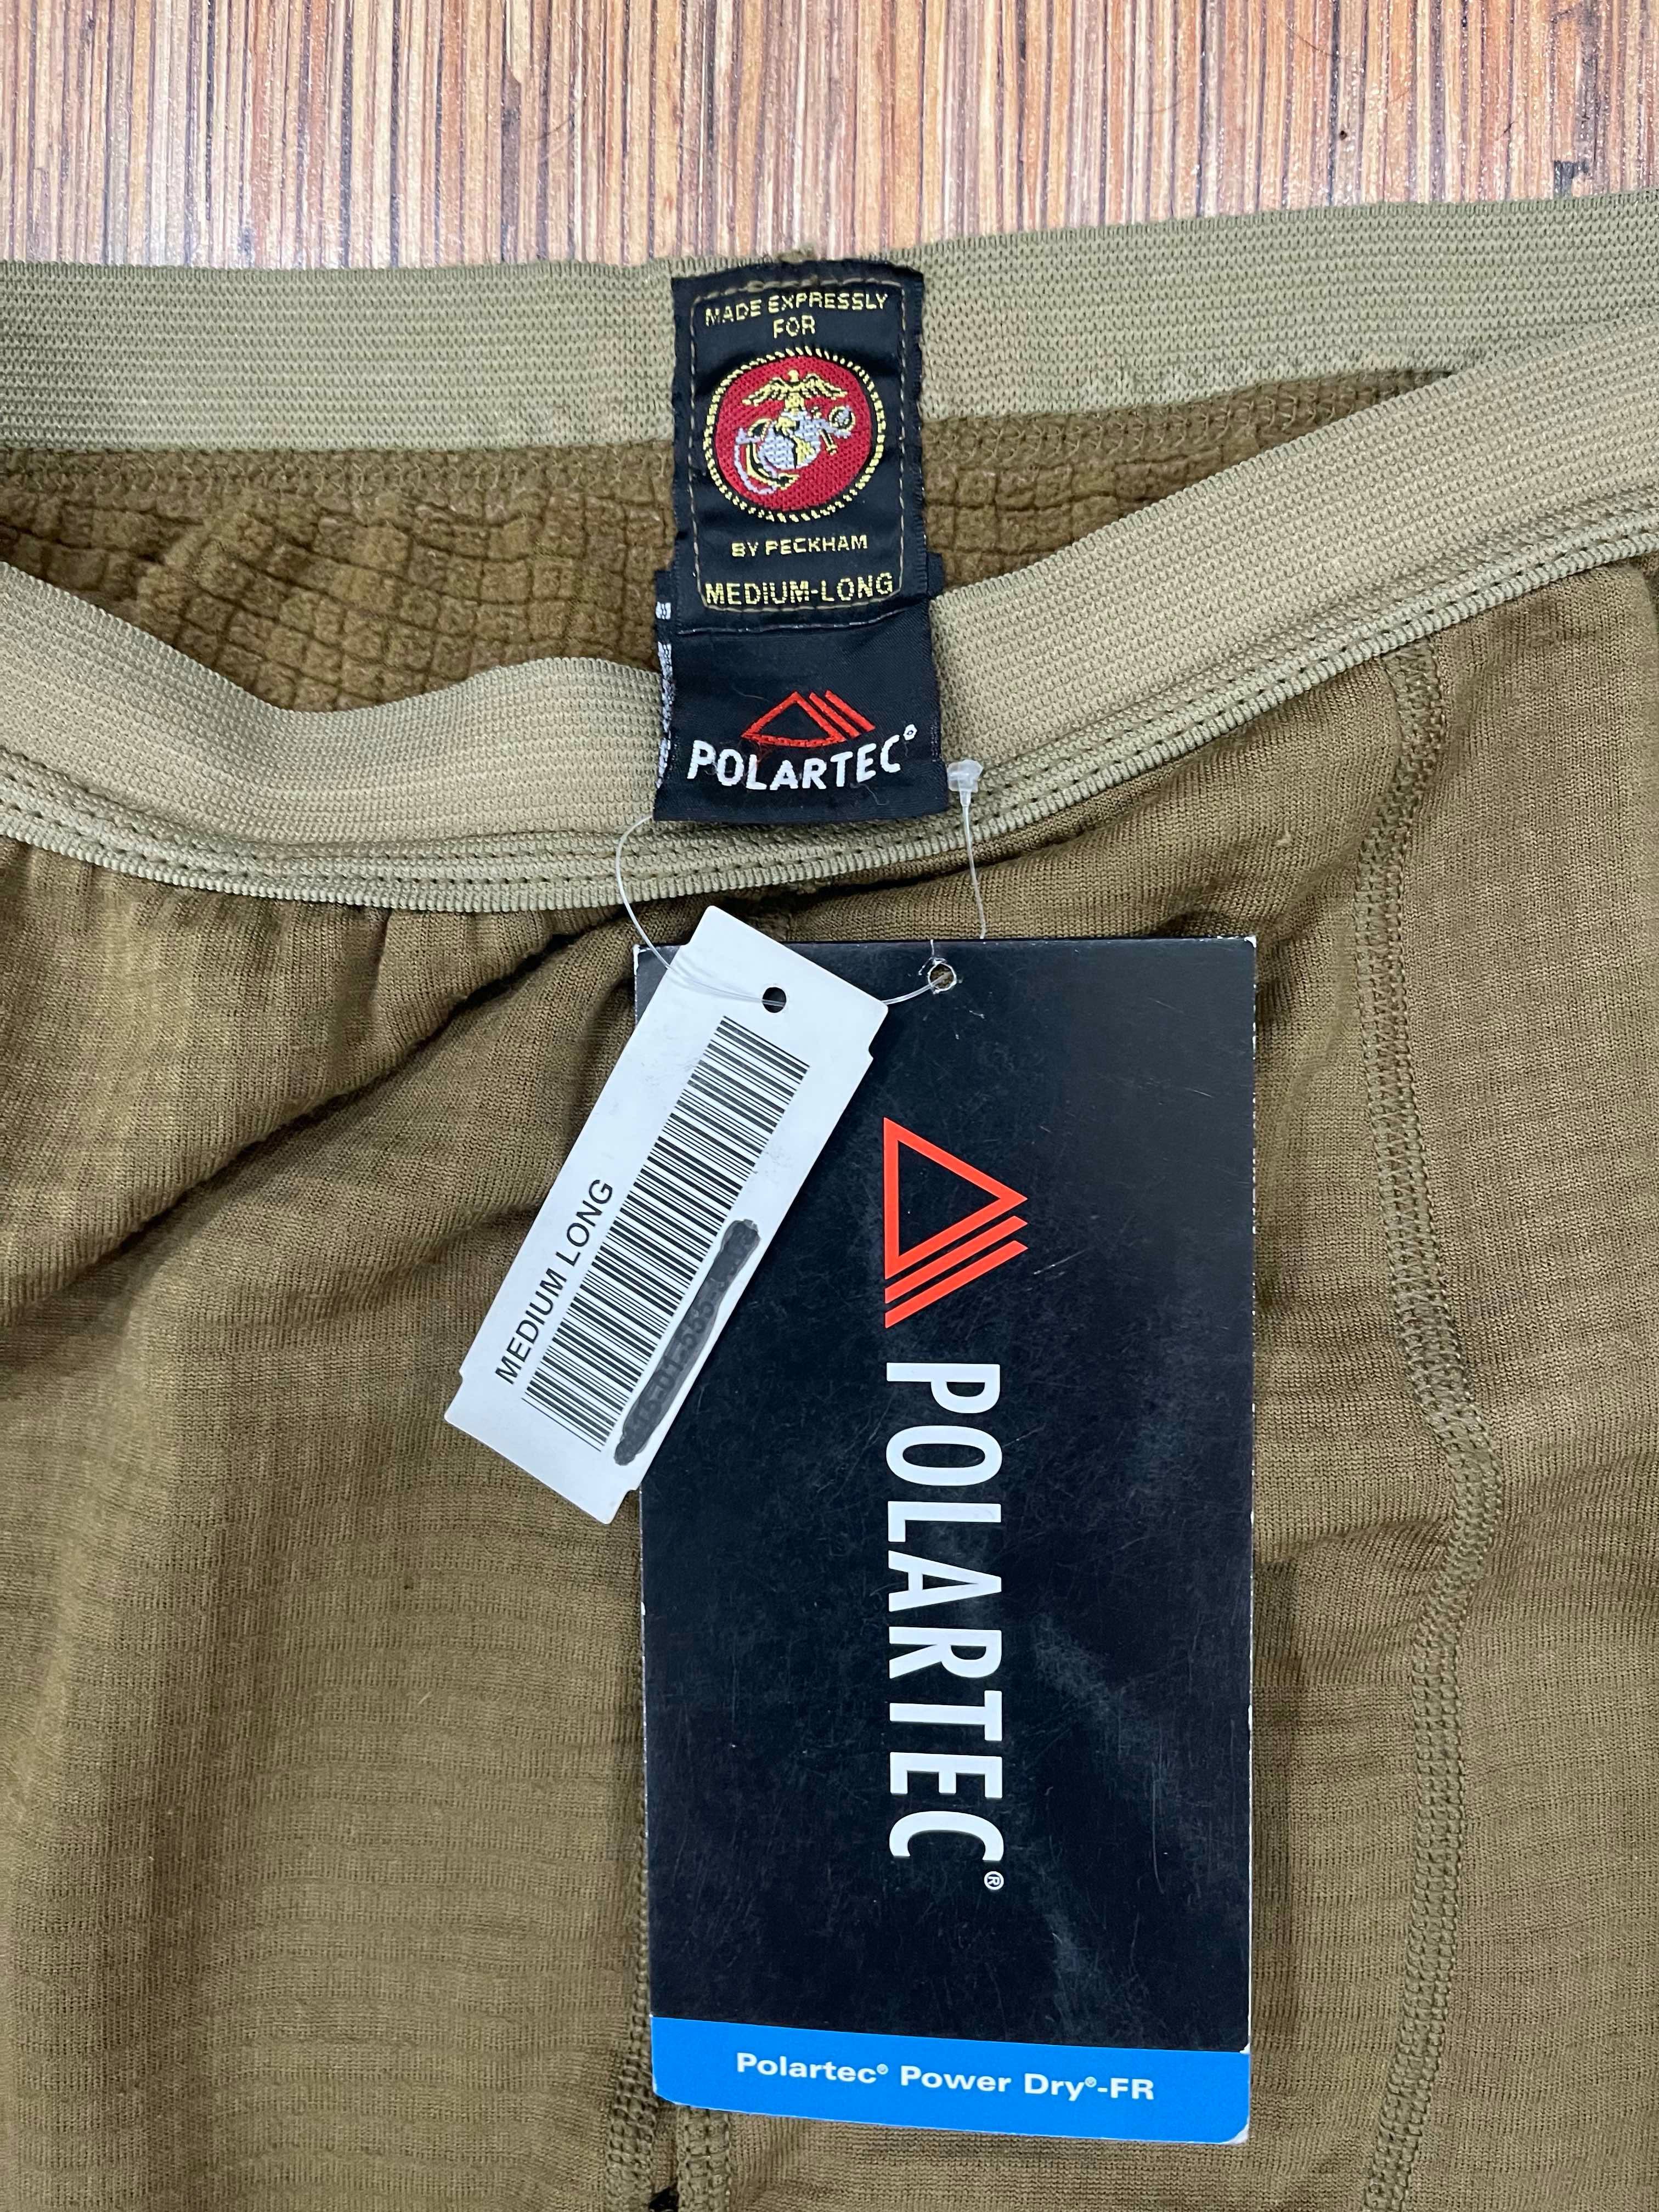 MADE EXPRESSLY
FOR
BY PECKHAM
MEDIUM-LONG
POLARTEC®
MEDIUM LONG
POLARTEC®
Polartec® Power Dry®-FR